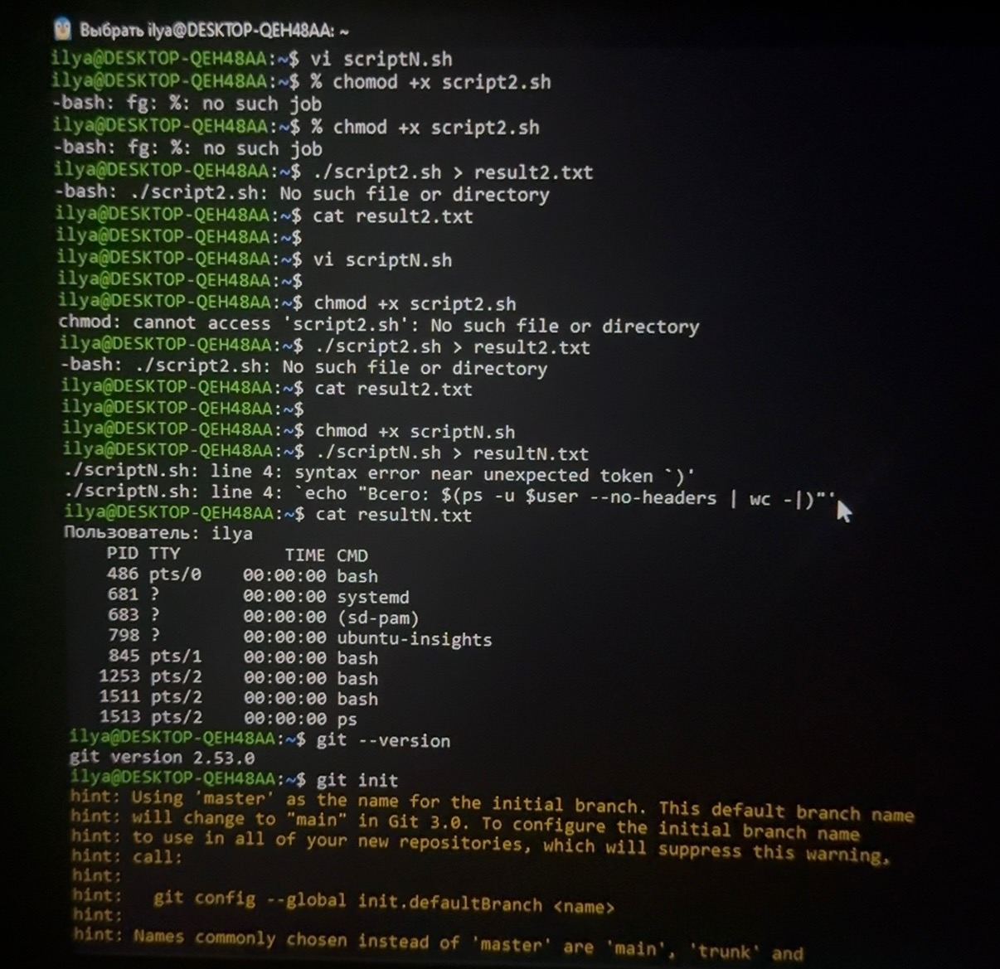 Выбрать ilya@DESKTOP-QEH48AA: ~
ilya@DESKTOP-QEH48AA:~$ vi scriptN.sh
ilya@DESKTOP-QEH48AA:~$ % chomod +x script2.sh
-bash: fg: %: no such job
ilya@DESKTOP-QEH48AA:~$ % chmod +x script2.sh
-bash: fg: %: no such job
ilya@DESKTOP-QEH48AA:~$ ./script2.sh > result2.txt
-bash: ./script2.sh: No such file or directory
ilya@DESKTOP-QEH48AA:~$ cat result2.txt
ilya@DESKTOP-QEH48AA:~$
ilya@DESKTOP-QEH48AA:~$ vi scriptN.sh
ilya@DESKTOP-QEH48AA:~$
ilya@DESKTOP-QEH48AA:~$ chmod +x script2.sh
chmod: cannot access 'script2.sh': No such file or directory
ilya@DESKTOP-QEH48AA:~$ ./script2.sh > result2.txt
-bash: ./script2.sh: No such file or directory
ilya@DESKTOP-QEH48AA:~$ cat result2.txt
ilya@DESKTOP-QEH48AA:~$
ilya@DESKTOP-QEH48AA:~$ chmod +x scriptN.sh
ilya@DESKTOP-QEH48AA:~$ ./scriptN.sh > resultN.txt
./scriptN.sh: line 4: syntax error near unexpected token `)'
./scriptN.sh: line 4: `echo "Всего: $(ps -u $user --no-headers | wc -|)"'
ilya@DESKTOP-QEH48AA:~$ cat resultN.txt
Пользователь: ilya
PID TTY TIME CMD
486 pts/0 00:00:00 bash
681 ? 00:00:00 systemd
683 ? 00:00:00 (sd-pam)
798 ? 00:00:00 ubuntu-insights
845 pts/1 00:00:00 bash
1253 pts/2 00:00:00 bash
1511 pts/2 00:00:00 bash
1513 pts/2 00:00:00 ps
ilya@DESKTOP-QEH48AA:~$ git --version
git version 2.53.0
ilya@DESKTOP-QEH48AA:~$ git init
hint: Using 'master' as the name for the initial branch. This default branch name
hint: will change to "main" in Git 3.0. To configure the initial branch name
hint: to use in all of your new repositories, which will suppress this warning,
hint: call:
hint:
hint: git config --global init.defaultBranch <name>
hint:
hint: Names commonly chosen instead of 'master' are 'main', 'trunk' and